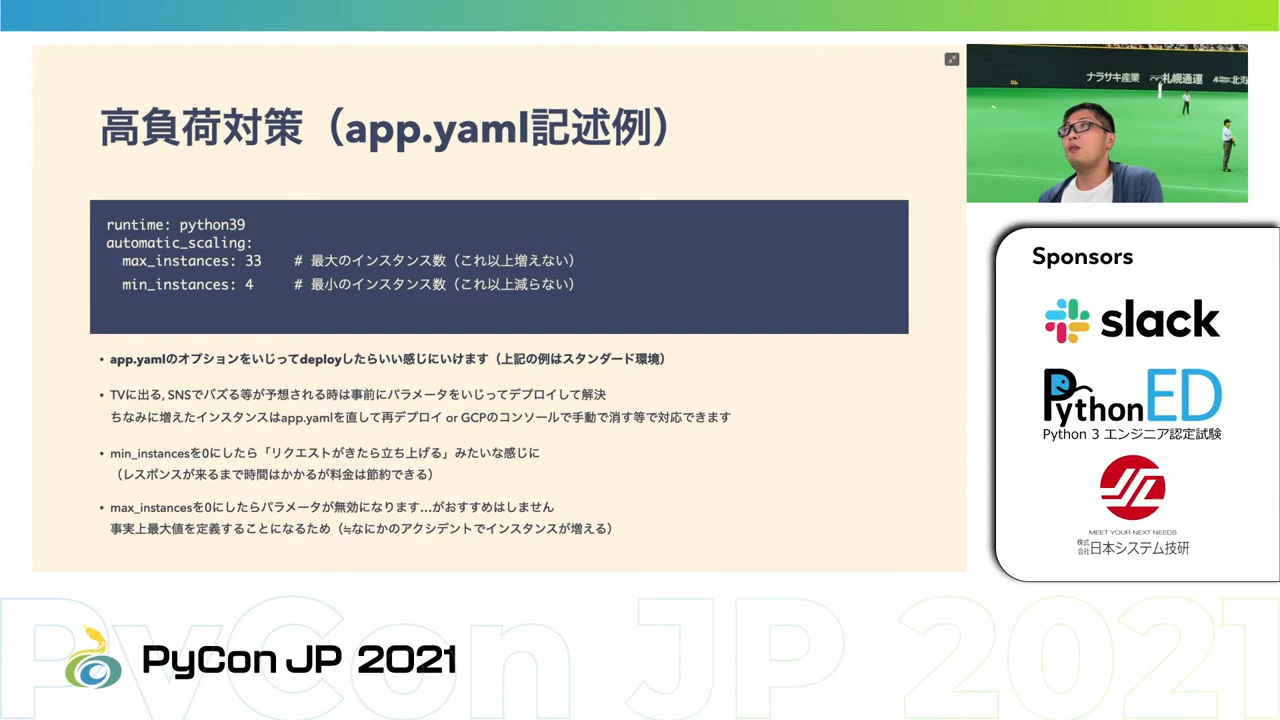 高負荷対策（app.yaml記述例）
runtime: python39
automatic_scaling:
max_instances: 33 # 最大のインスタンス数（これ以上増えない）
min_instances: 4 # 最小のインスタンス数（これ以上減らない）
• app.yamlのオプションをいじってdeployしたらいい感じにいけます（上記の例はスタンダード環境）
• TVに出る, SNSでバズる等が予想される時は事前にパラメータをいじってデプロイして解決
ちなみに増えたインスタンスはapp.yamlを直して再デプロイ or GCPのコンソールで手動で消す等で対応できます
• min_instancesを0にしたら「リクエストがきたら立ち上げる」みたいな感じに
（レスポンスが来るまで時間はかかるが料金は節約できる）
• max_instancesを0にしたらパラメータが無効になります…がおすすめはしません
事実上最大値を定義することになるため（≒なにかのアクシデントでインスタンスが増える）
ナラサキ産業 札幌通運
Sponsors
slack
PythonED
Python 3 エンジニア認定試験
MEET YOUR NEXT NEEDS
株式会社日本システム技研
PyCon JP 2021
PyCon JP 2021